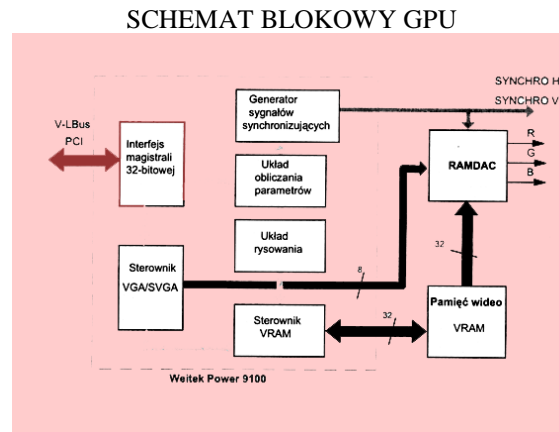 SCHEMAT BLOKOWY GPU
SYNCHRO H
SYNCHRO V
Generator
sygnałów
synchronizujących
V-LBus
PCI
Interfejs
magistrali
32-bitowej
R
G
B
RAMDAC
Układ
obliczania
parametrów
Układ
rysowania
32
8
Sterownik
VGA/SVGA
Pamięć wideo
VRAM
Sterownik
VRAM
32
Weitek Power 9100